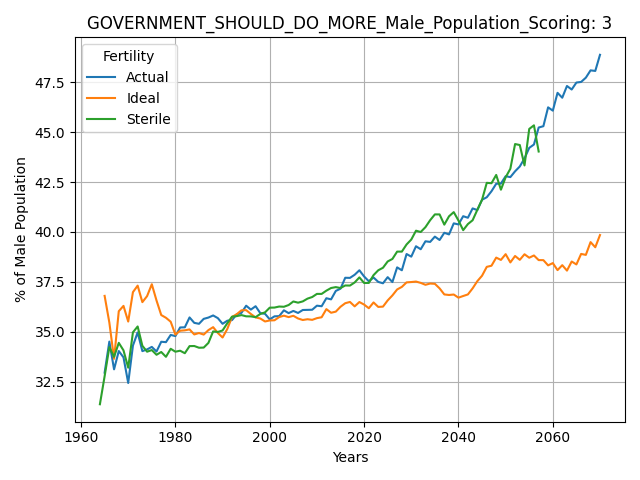 GOVERNMENT_SHOULD_DO_MORE_Male_Population_Scoring: 3
Fertility
Actual
Ideal
Sterile
% of Male Population
47.5
45.0
42.5
40.0
37.5
35.0
32.5
1960 1980 2000 2020 2040 2060
Years